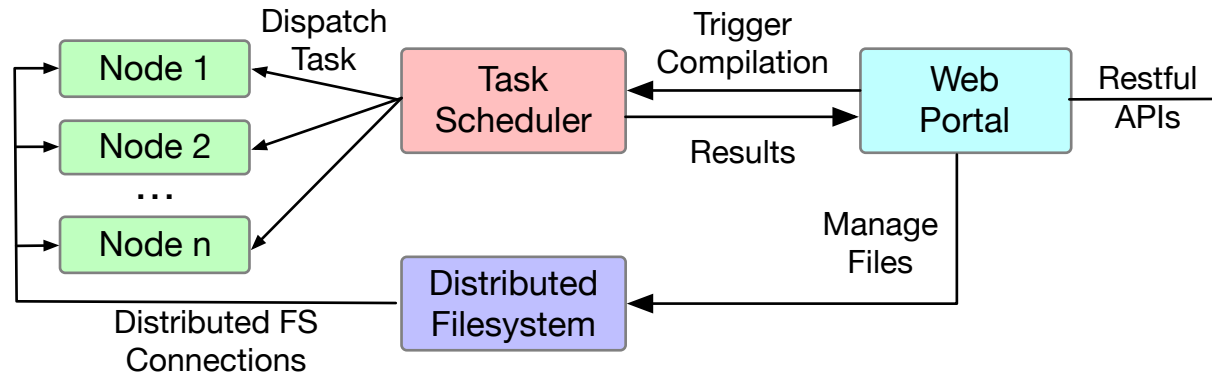 Dispatch
Task
Node 1
Node 2
...
Node n
Task
Scheduler
Trigger
Compilation
Results
Web
Portal
Restful
APIs
Manage
Files
Distributed
Filesystem
Distributed FS
Connections